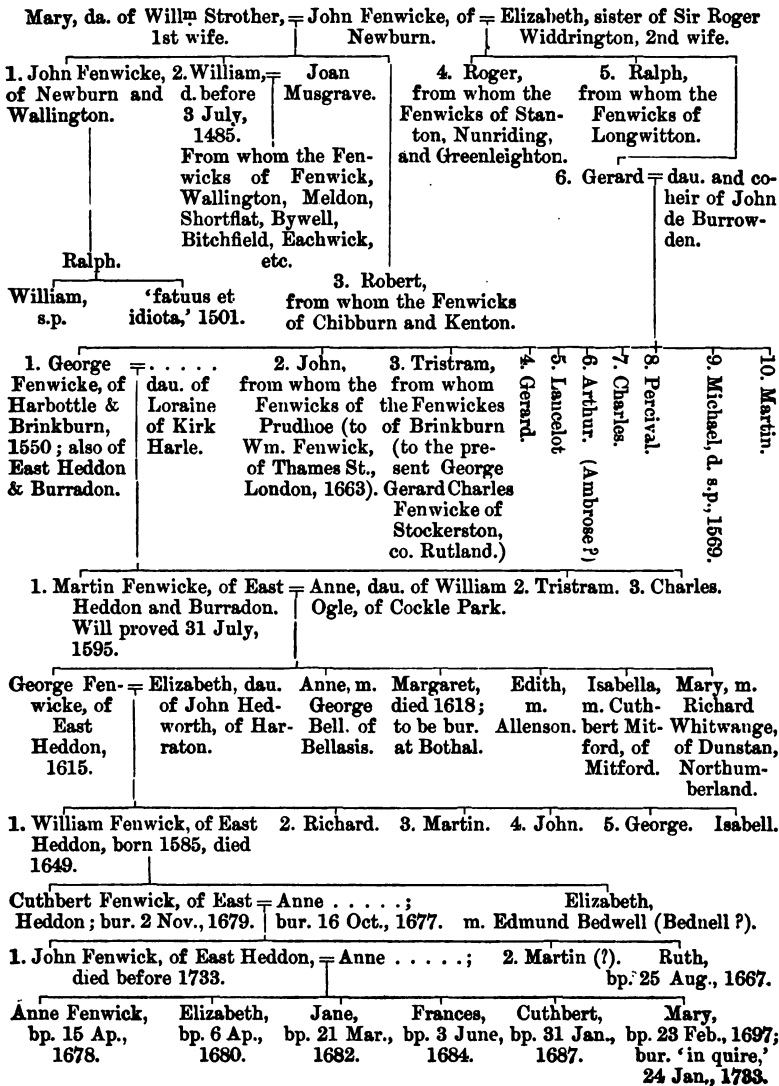 Mary, da. of Willm Strother, = John Fenwicke, of = Elizabeth, sister of Sir Roger
1st wife. Newburn. Widdrington, 2nd wife.
1. John Fenwicke,
of Newburn and
Wallington.
2. William, =
d. before
3 July,
1485.
Joan
Musgrave.
From whom the Fen-
wicks of Fenwick,
Wallington, Meldon,
Shortflat, Bywell,
Bitchfield, Eachwick,
etc.
4. Roger,
from whom the
Fenwicks of Stan-
ton, Nunriding,
and Greenleighton.
5. Ralph,
from whom the
Fenwicks of
Longwitton.
6. Gerard = dau. and co-
heir of John
de Burrow-
den.
Ralph.
William,
s.p.
‘fatuus et
idiota,’ 1501.
3. Robert,
from whom the Fenwicks
of Chibburn and Kenton.
1. George =
Fenwicke, of
Harbottle &
Brinkburn,
1550 ; also of
East Heddon
& Burradon.
. . . . .
dau. of
Loraine
of Kirk
Harle.
2. John,
from whom the
Fenwicks of
Prudhoe (to
Wm. Fenwick,
of Thames St.,
London, 1663).
3. Tristram,
from whom
the Fenwickes
of Brinkburn
(to the pre-
sent George
Gerard Charles
Fenwicke of
Stockerston,
co. Rutland.)
4. Gerard.
5. Lancelot
6. Arthur. (Ambrose ?)
7. Charles.
8. Percival.
9. Michael, d. s.p., 1569.
10. Martin.
1. Martin Fenwicke, of East = Anne, dau. of William 2. Tristram. 3. Charles.
Heddon and Burradon. Ogle, of Cockle Park.
Will proved 31 July,
1595.
George Fen- =
wicke, of
East
Heddon,
1615.
Elizabeth, dau.
of John Hed-
worth, of Har-
raton.
Anne, m.
George
Bell. of
Bellasis.
Margaret,
died 1618 ;
to be bur.
at Bothal.
Edith,
m.
Allenson.
Isabella,
m. Cuth-
bert Mit-
ford, of
Mitford.
Mary, m.
Richard
Whitwange,
of Dunstan,
Northum-
berland.
1. William Fenwick, of East
Heddon, born 1585, died
1649.
2. Richard. 3. Martin. 4. John. 5. George. Isabell.
Cuthbert Fenwick, of East = Anne . . . . . ; Elizabeth,
Heddon ; bur. 2 Nov., 1679. bur. 16 Oct., 1677. m. Edmund Bedwell (Bednell ?).
1. John Fenwick, of East Heddon, = Anne . . . . . ; 2. Martin (?). Ruth,
died before 1733. bp. 25 Aug., 1667.
Anne Fenwick,
bp. 15 Ap.,
1678.
Elizabeth,
bp. 6 Ap.,
1680.
Jane,
bp. 21 Mar.,
1682.
Frances,
bp. 3 June,
1684.
Cuthbert,
bp. 31 Jan.,
1687.
Mary,
bp. 23 Feb., 1697;
bur. ‘in quire,’
24 Jan., 1733.